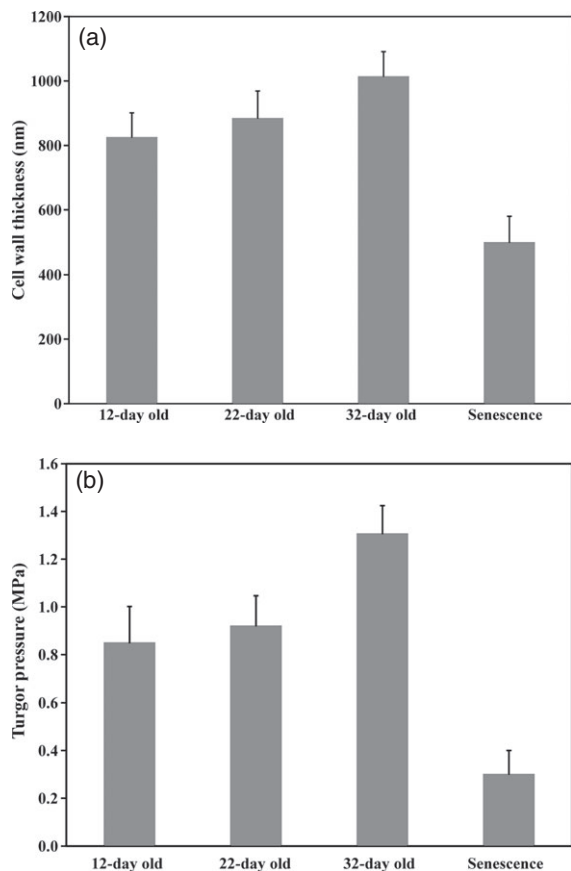 (a)
Cell wall thickness (nm)
1200
1000
800
600
400
200
0
12-day old 22-day old 32-day old Senescence
(b)
Turgor pressure (MPa)
1.6
1.4
1.2
1.0
0.8
0.6
0.4
0.2
0.0
12-day old 22-day old 32-day old Senescence